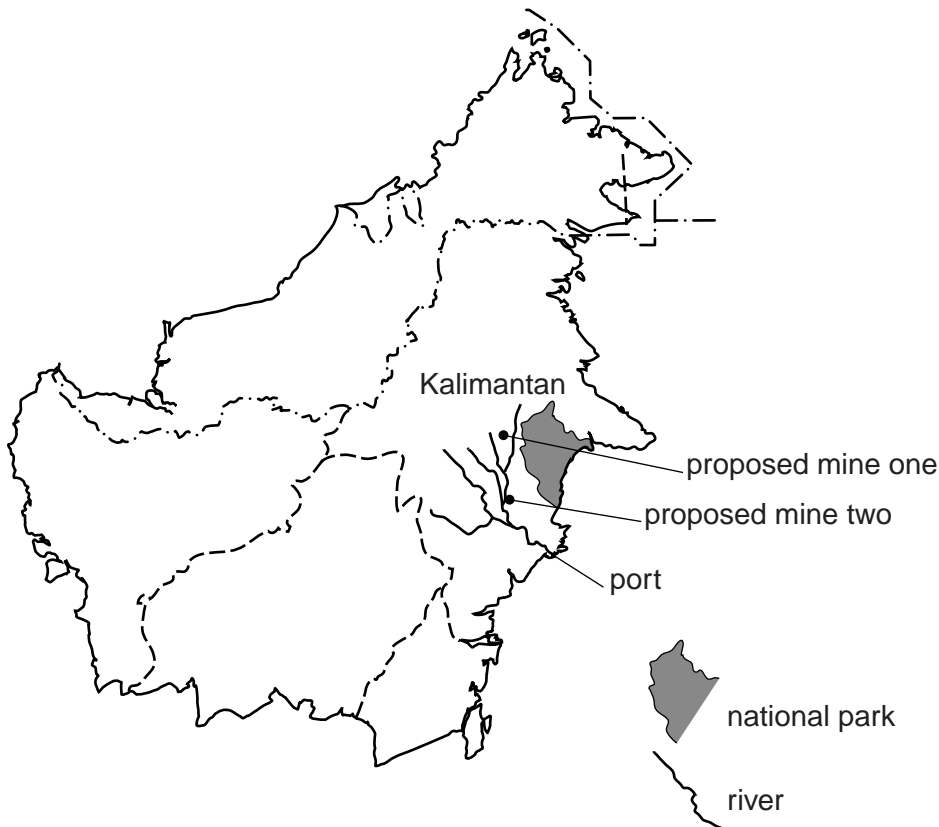 Kalimantan
proposed mine one
proposed mine two
port
national park
river